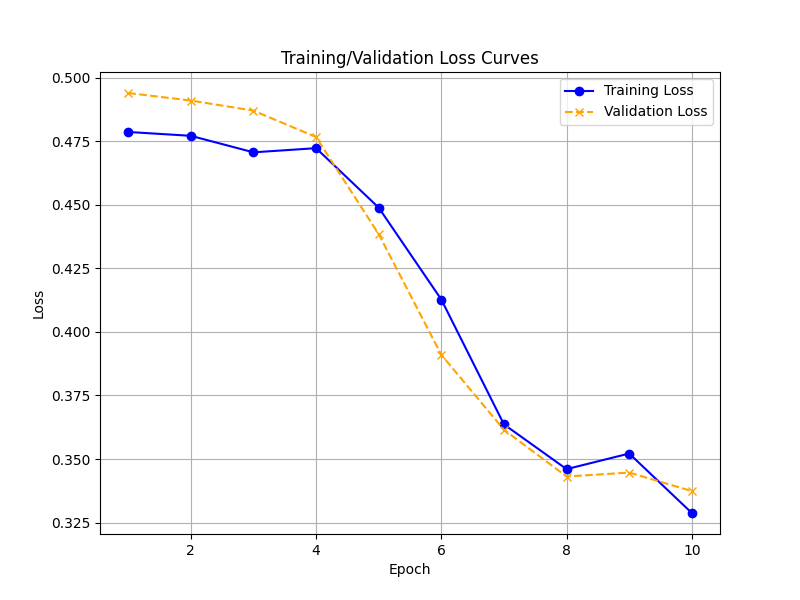 Training/Validation Loss Curves
Training Loss
Validation Loss
0.500
0.475
0.450
0.425
0.400
0.375
0.350
0.325
Loss
2 4 6 8 10
Epoch